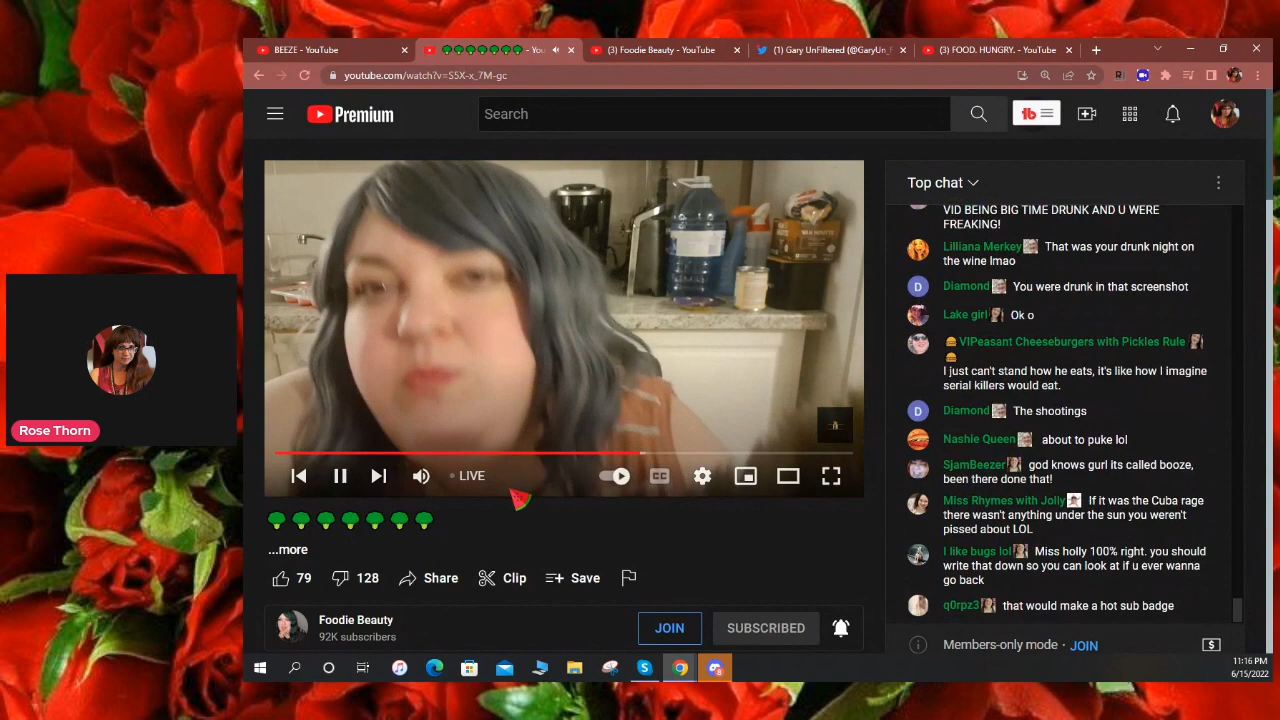 BEEZE - YouTube
- You
(3) Foodie Beauty - YouTube
(1) Gary UnFiltered (@GaryUn_F
(3) FOOD. HUNGRY. - YouTube
youtube.com/watch?v=S5X-x_7M-gc
Premium
Search
tb
Top chat
VID BEING BIG TIME DRUNK AND U WERE
FREAKING!
Lilliana Merkey That was your drunk night on
the wine lmao
D Diamond You were drunk in that screenshot
Lake girl Ok o
VIPeasant Cheeseburgers with Pickles Rule
I just can't stand how he eats, it's like how I imagine
serial killers would eat.
D Diamond The shootings
Nashie Queen about to puke lol
SjamBeezer god knows gurl its called booze,
been there done that!
Miss Rhymes with Jolly If it was the Cuba rage
there wasn't anything under the sun you weren't
pissed about LOL
I like bugs lol Miss holly 100% right. you should
write that down so you can look at if u ever wanna
go back
q0rpz3 that would make a hot sub badge
Members-only mode · JOIN
Rose Thorn
LIVE
CC
...more
79 128 Share Clip Save
Foodie Beauty
92K subscribers
JOIN SUBSCRIBED
11:16 PM
6/15/2022